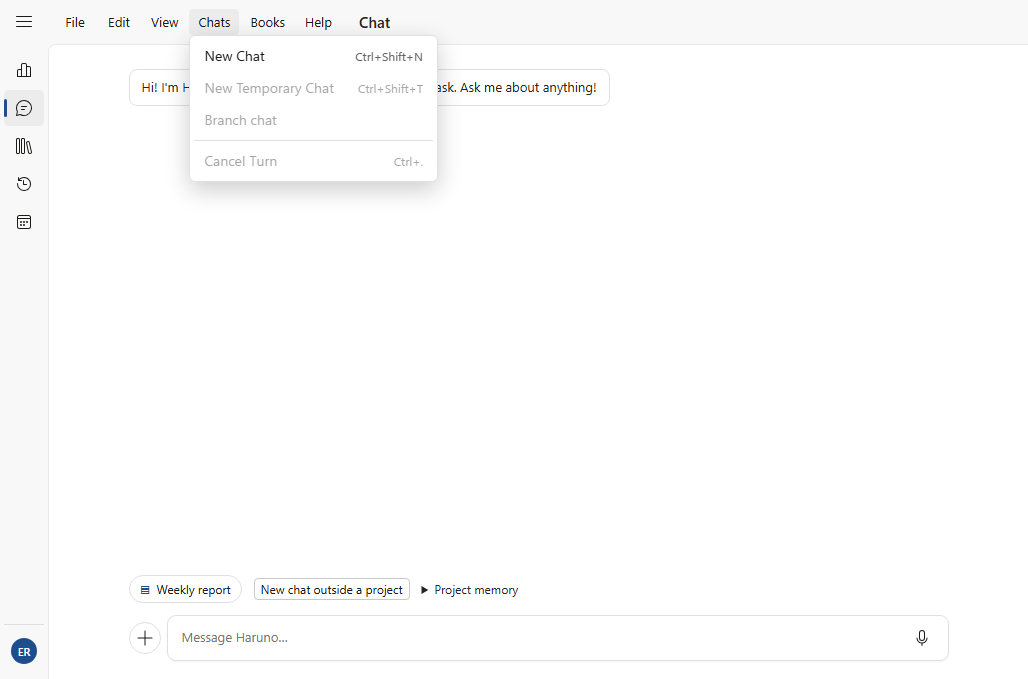 File Edit View Chats Books Help Chat
New Chat Ctrl+Shift+N
Hi! I'm ask. Ask me about anything!
New Temporary Chat Ctrl+Shift+T
Branch chat
Cancel Turn Ctrl+.
Weekly report New chat outside a project Project memory
Message Haruno...
ER